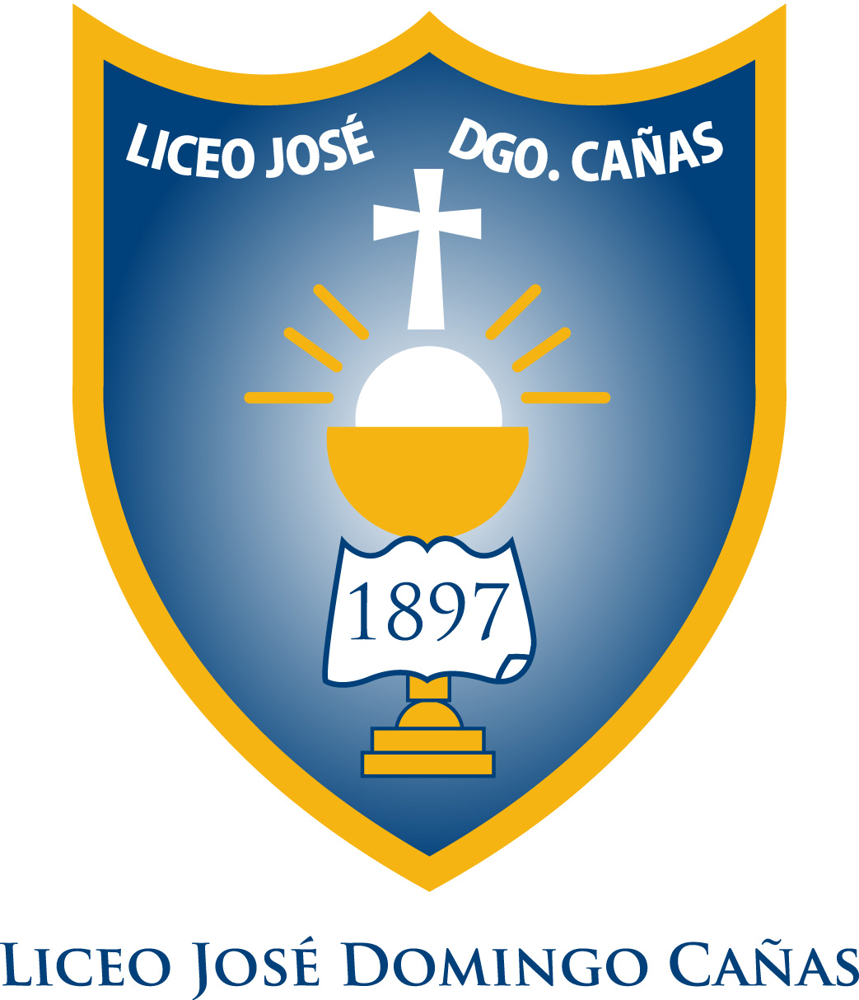 LICEO JOSÉ DGO. CAÑAS
1897
LICEO JOSÉ DOMINGO CAÑAS